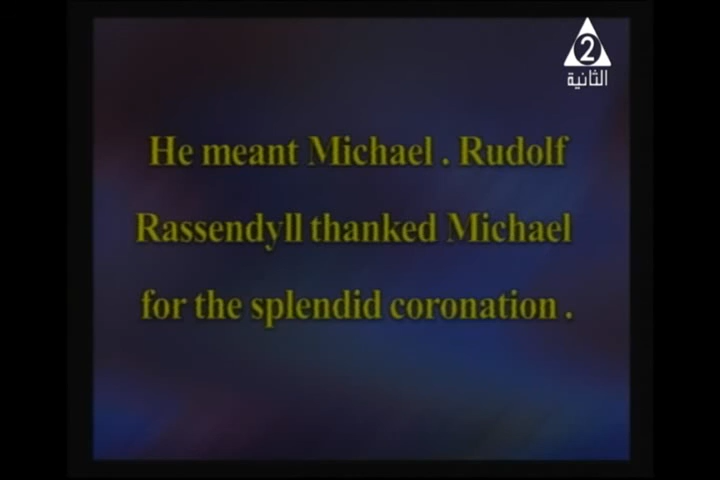 2
الثانية
He meant Michael . Rudolf
Rassendyll thanked Michael
for the splendid coronation .